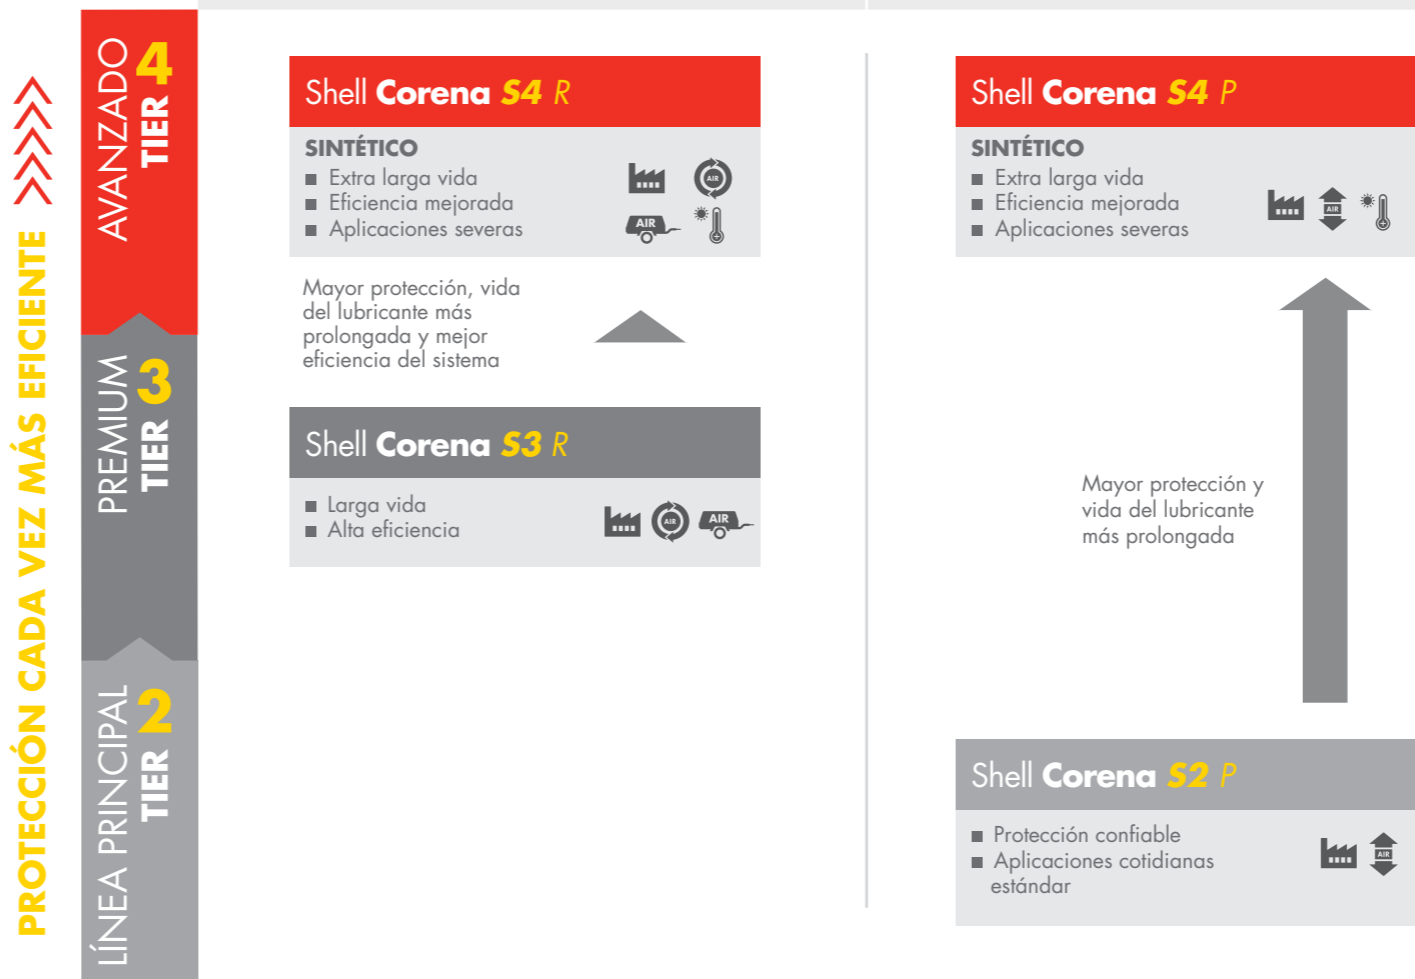 PROTECCIÓN CADA VEZ MÁS EFICIENTE
AVANZADO
TIER 4
PREMIUM
TIER 3
LÍNEA PRINCIPAL
TIER 2
Shell Corena S4 R
SINTÉTICO
Extra larga vida
Eficiencia mejorada
Aplicaciones severas
AIR
AIR
Mayor protección, vida
del lubricante más
prolongada y mejor
eficiencia del sistema
Shell Corena S3 R
Larga vida
Alta eficiencia
AIR
AIR
Shell Corena S4 P
SINTÉTICO
Extra larga vida
Eficiencia mejorada
Aplicaciones severas
AIR
Mayor protección y
vida del lubricante
más prolongada
Shell Corena S2 P
Protección confiable
Aplicaciones cotidianas
estándar
AIR